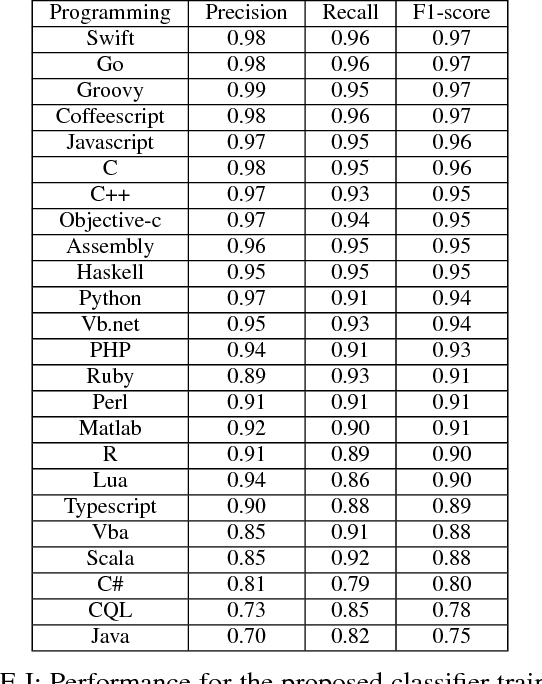 Programming Precision Recall F1-score
Swift 0.98 0.96 0.97
Go 0.98 0.96 0.97
Groovy 0.99 0.95 0.97
Coffeescript 0.98 0.96 0.97
Javascript 0.97 0.95 0.96
C 0.98 0.95 0.96
C++ 0.97 0.93 0.95
Objective-c 0.97 0.94 0.95
Assembly 0.96 0.95 0.95
Haskell 0.95 0.95 0.95
Python 0.97 0.91 0.94
Vb.net 0.95 0.93 0.94
PHP 0.94 0.91 0.93
Ruby 0.89 0.93 0.91
Perl 0.91 0.91 0.91
Matlab 0.92 0.90 0.91
R 0.91 0.89 0.90
Lua 0.94 0.86 0.90
Typescript 0.90 0.88 0.89
Vba 0.85 0.91 0.88
Scala 0.85 0.92 0.88
C# 0.81 0.79 0.80
CQL 0.73 0.85 0.78
Java 0.70 0.82 0.75
E I: Performance for the proposed classifier train